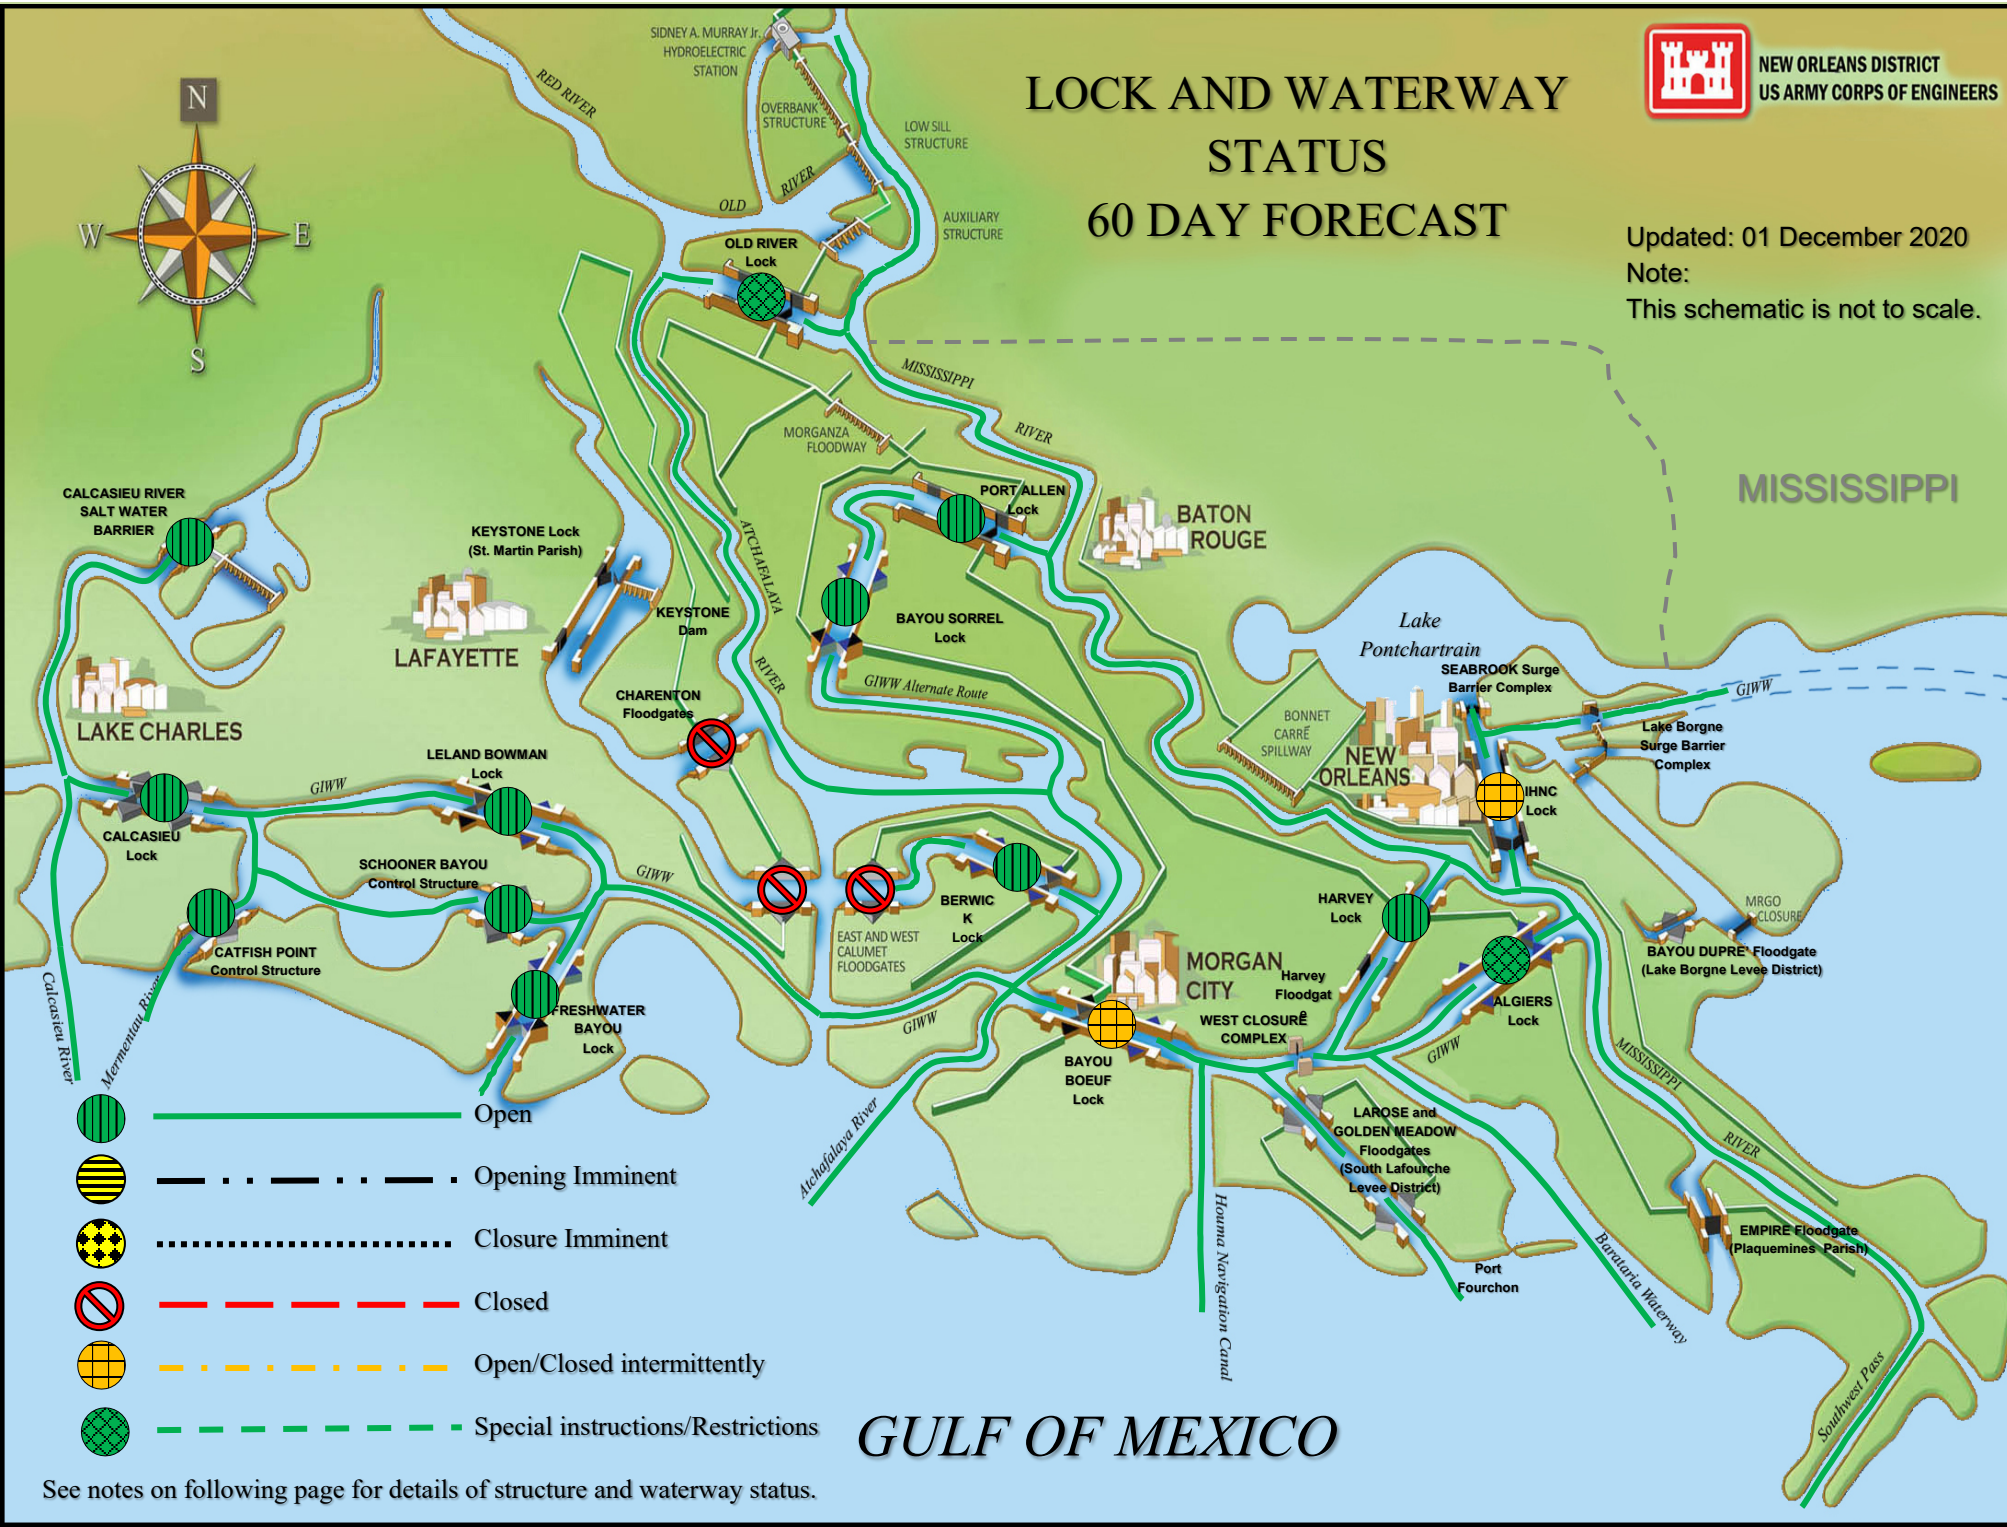 SIDNEY A. MURRAY Jr.
HYDROELECTRIC
STATION
RED RIVER
OVERBANK
STRUCTURE
LOW SILL
STRUCTURE
OLD
RIVER
AUXILIARY
STRUCTURE
LOCK AND WATERWAY
STATUS
60 DAY FORECAST
NEW ORLEANS DISTRICT
US ARMY CORPS OF ENGINEERS
Updated: 01 December 2020
Note:
This schematic is not to scale.
N
W
E
S
OLD RIVER
Lock
MISSISSIPPI
RIVER
MORGANZA
FLOODWAY
MISSISSIPPI
CALCASIEU RIVER
SALT WATER
BARRIER
KEYSTONE Lock
(St. Martin Parish)
KEYSTONE
Dam
ATCHAFALAYA
RIVER
PORT ALLEN
Lock
BATON
ROUGE
BAYOU SORREL
Lock
GIWW Alternate Route
LAFAYETTE
LAKE CHARLES
CHARENTON
Floodgates
Lake
Pontchartrain
SEABROOK Surge
Barrier Complex
GIWW
Lake Borgne
Surge Barrier
Complex
BONNET
CARRÉ
SPILLWAY
NEW
ORLEANS
IHNC
Lock
LELAND BOWMAN
Lock
GIWW
CALCASIEU
Lock
SCHOONER BAYOU
Control Structure
GIWW
CATFISH POINT
Control Structure
FRESHWATER
BAYOU
Lock
Calcasieu River
Mermentau River
EAST AND WEST
CALUMET
FLOODGATES
BERWIC
K
Lock
GIWW
MORGAN
CITY
BAYOU
BOEUF
Lock
HARVEY
Lock
Harvey
Floodgat
e
WEST CLOSURE
COMPLEX
ALGIERS
Lock
GIWW
MRGO
CLOSURE
BAYOU DUPRE' Floodgate
(Lake Borgne Levee District)
MISSISSIPPI
RIVER
LAROSE and
GOLDEN MEADOW
Floodgates
(South Lafourche
Levee District)
Atchafalaya River
Houma Navigation Canal
Port
Fourchon
Barataria Waterway
EMPIRE Floodgate
(Plaquemines Parish)
Southwest Pass
Open
Opening Imminent
Closure Imminent
Closed
Open/Closed intermittently
Special instructions/Restrictions
GULF OF MEXICO
See notes on following page for details of structure and waterway status.